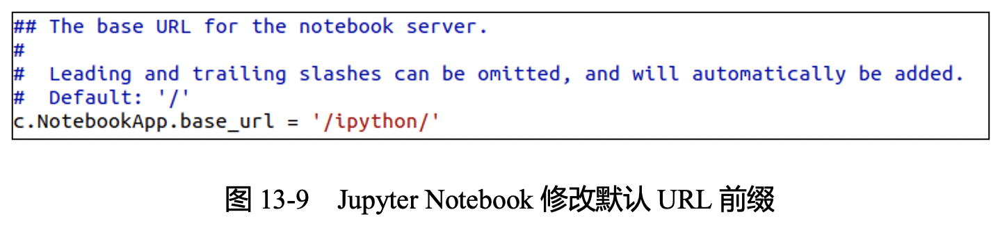 ## The base URL for the notebook server.
#
#  Leading and trailing slashes can be omitted, and will automatically be added.
#  Default: '/'
c.NotebookApp.base_url = '/ipython/'
图 13-9 Jupyter Notebook 修改默认 URL 前缀